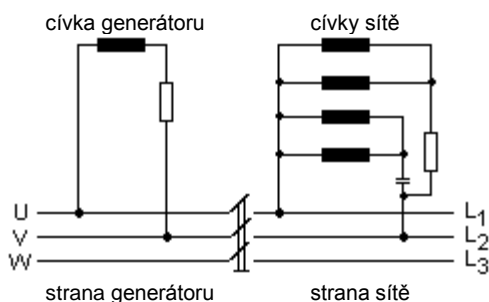 cívka generátoru
cívky sítě
U
V
W
L1
L2
L3
strana generátoru
strana sítě